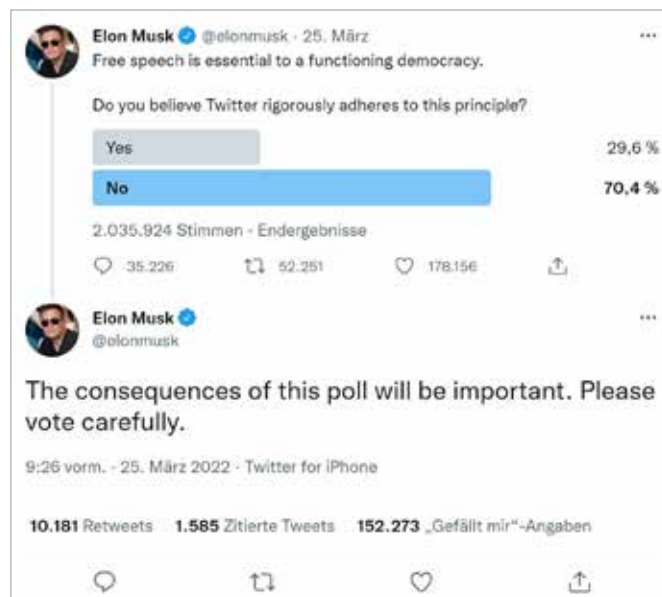 Elon Musk @elonmusk · 25. März
Free speech is essential to a functioning democracy.
Do you believe Twitter rigorously adheres to this principle?
Yes 29,6 %
No 70,4 %
2.035.924 Stimmen · Endergebnisse
35.226 52.251 178.156
Elon Musk
@elonmusk
The consequences of this poll will be important. Please
vote carefully.
9:26 vorm. · 25. März 2022 · Twitter for iPhone
10.181 Retweets 1.585 Zitierte Tweets 152.273 „Gefällt mir“-Angaben